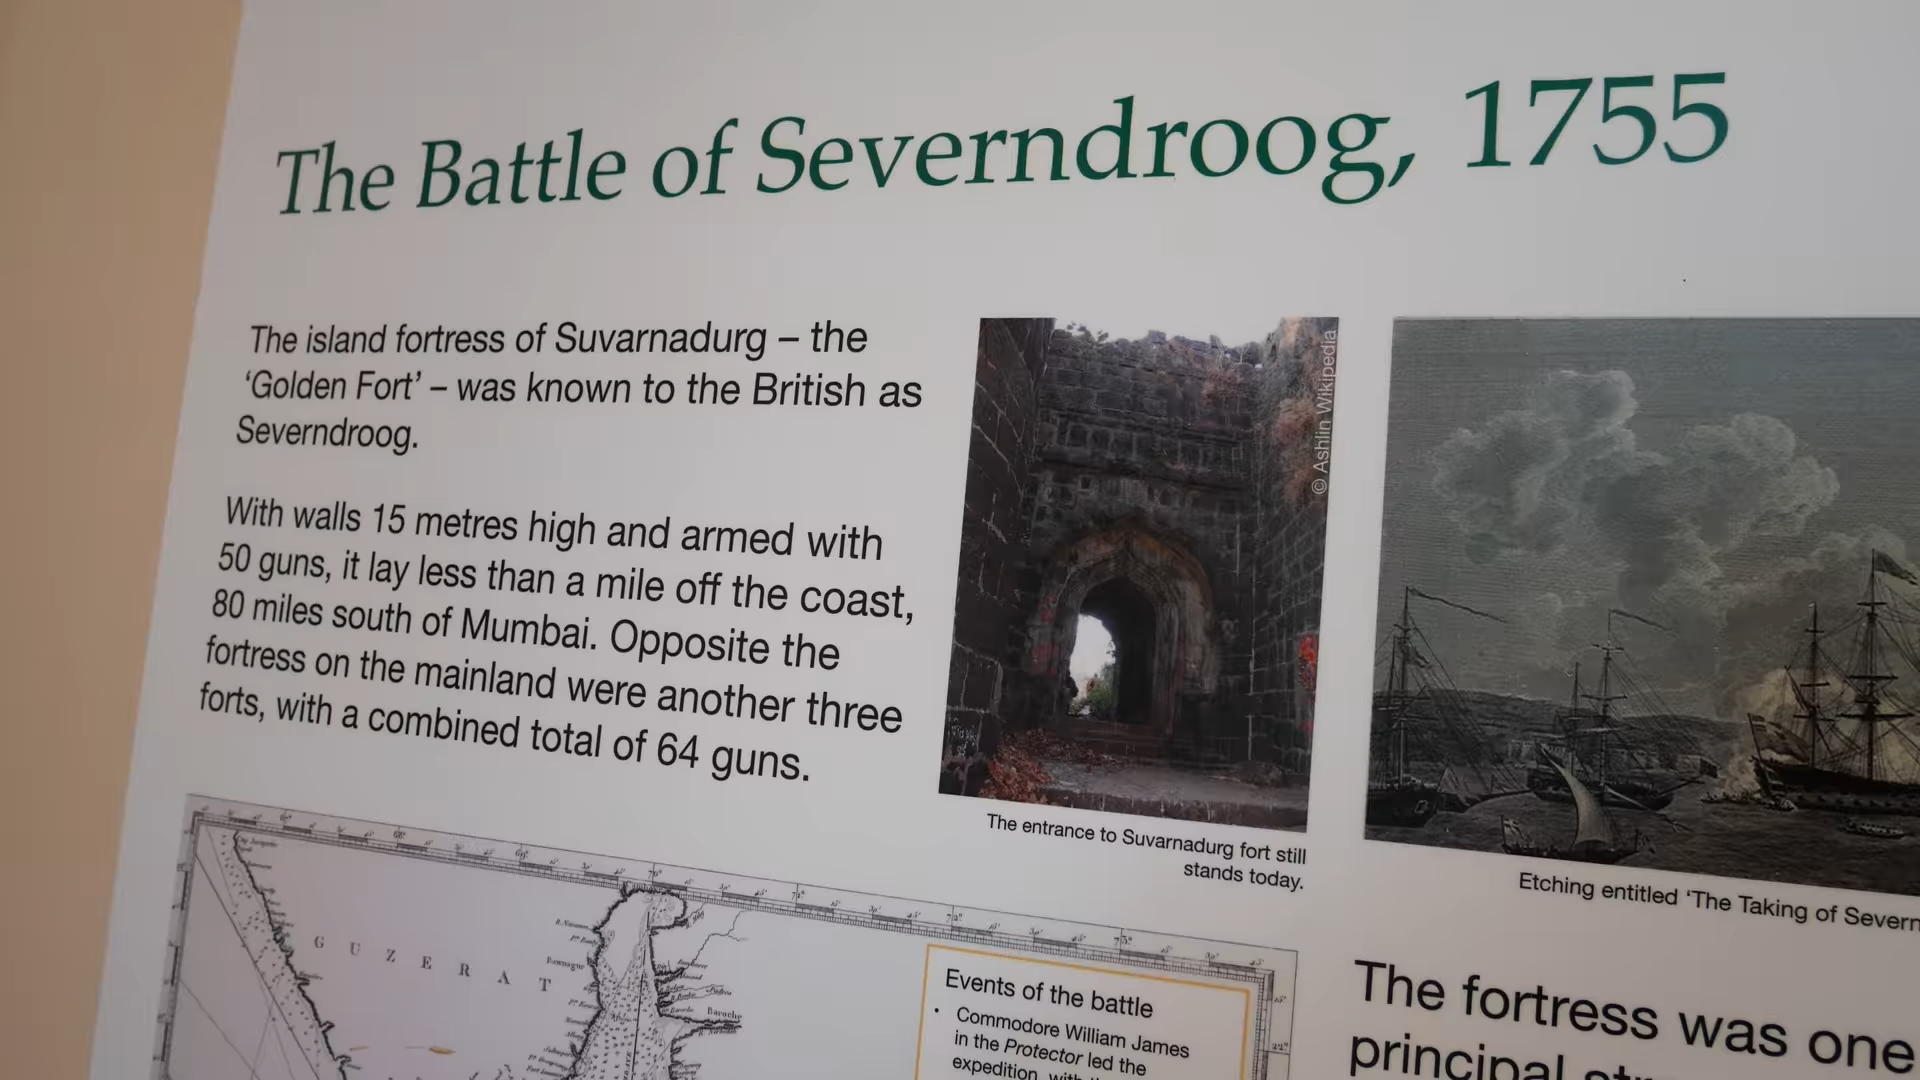 The Battle of Severndroog, 1755
The island fortress of Suvarnadurg – the
‘Golden Fort’ – was known to the British as
Severndroog.
With walls 15 metres high and armed with
50 guns, it lay less than a mile off the coast,
80 miles south of Mumbai. Opposite the
fortress on the mainland were another three
forts, with a combined total of 64 guns.
© Ashlin Wikipedia
The entrance to Suvarnadurg fort still
stands today.
Etching entitled ‘The Taking of Severn
GUZERAT
Baroche
Events of the battle
• Commodore William James
in the Protector led the
expedition, with
The fortress was one
principal